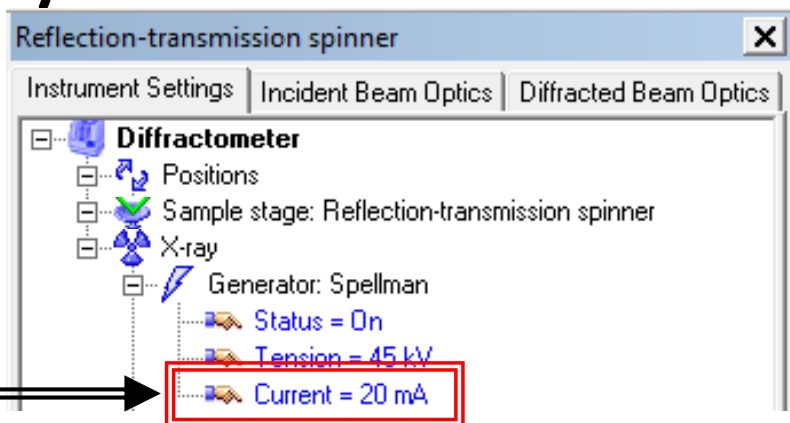 Reflection-transmission spinner
Instrument Settings Incident Beam Optics Diffracted Beam Optics
Diffractometer
Positions
Sample stage: Reflection-transmission spinner
X-ray
Generator: Spellman
Status = On
Tension = 45 kV
Current = 20 mA